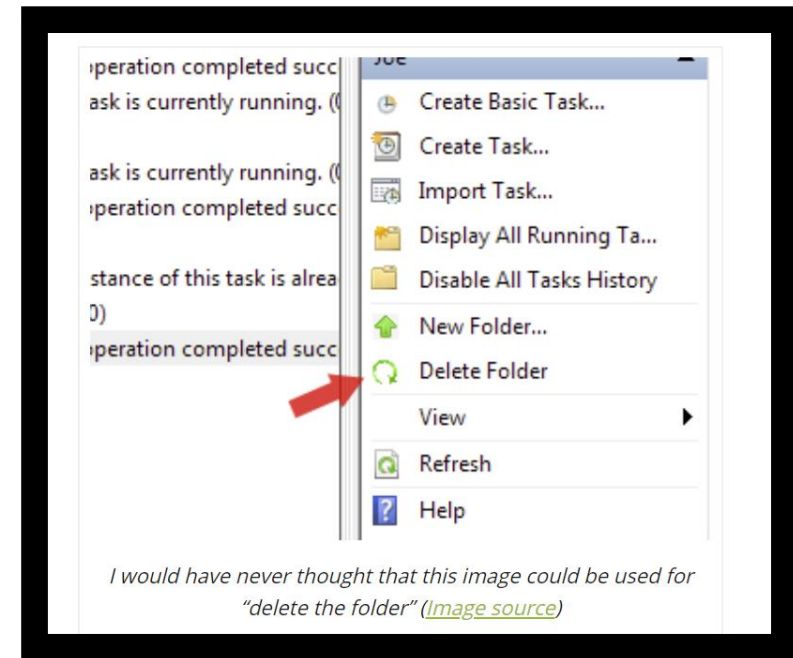 operation completed succ
ask is currently running. ((
ask is currently running. ((
operation completed succ
stance of this task is alrea
0)
operation completed succ
Joe
Create Basic Task...
Create Task...
Import Task...
Display All Running Ta...
Disable All Tasks History
New Folder...
Delete Folder
View
Refresh
? Help
I would have never thought that this image could be used for
“delete the folder” (Image source)